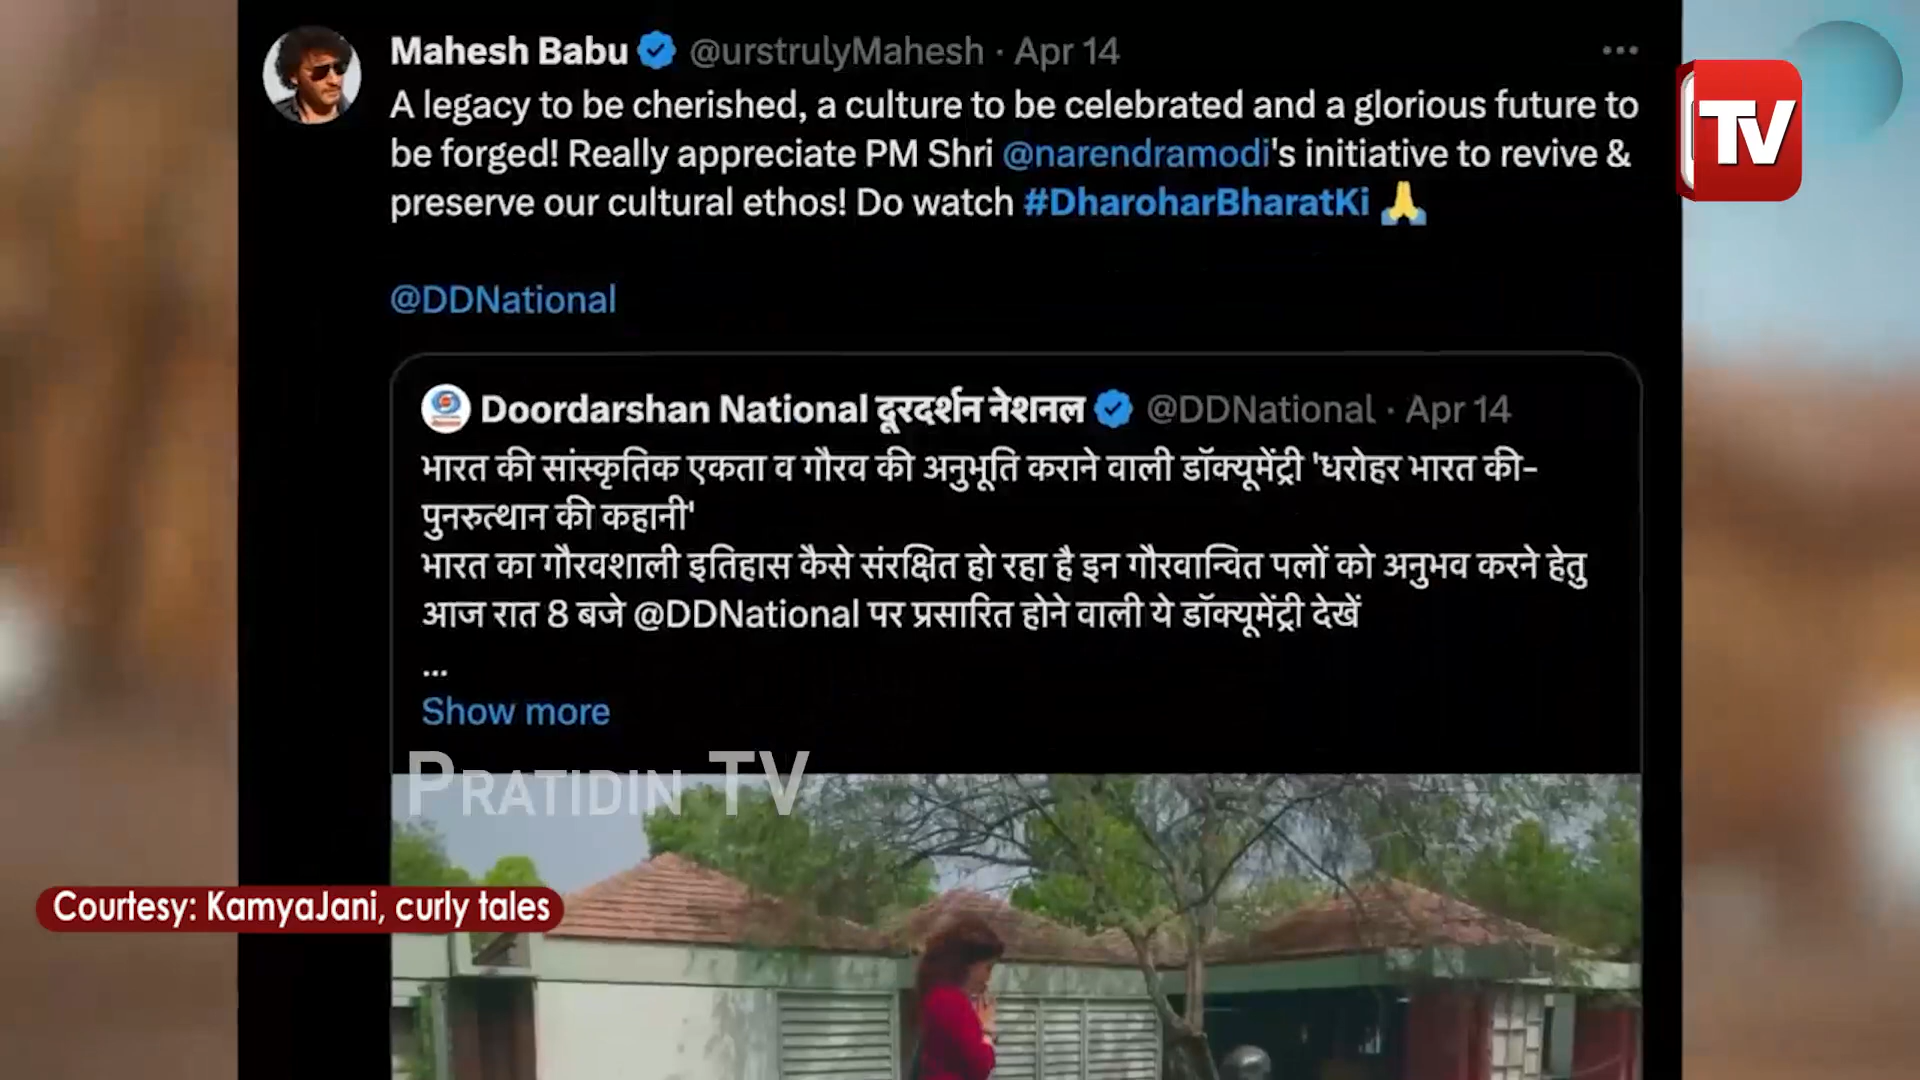 Mahesh Babu @urstrulyMahesh · Apr 14
A legacy to be cherished, a culture to be celebrated and a glorious future to
be forged! Really appreciate PM Shri @narendramodi's initiative to revive &
preserve our cultural ethos! Do watch #DharoharBharatKi 🙏
TV
@DDNational
Doordarshan National दूरदर्शन नेशनल @DDNational · Apr 14
भारत की सांस्कृतिक एकता व गौरव की अनुभूति कराने वाली डॉक्यूमेंट्री 'धरोहर भारत की-
पुनरुत्थान की कहानी'
भारत का गौरवशाली इतिहास कैसे संरक्षित हो रहा है इन गौरवान्वित पलों को अनुभव करने हेतु
आज रात 8 बजे @DDNational पर प्रसारित होने वाली ये डॉक्यूमेंट्री देखें
...
Show more
PRATIDIN TV
Courtesy: KamyaJani, curly tales